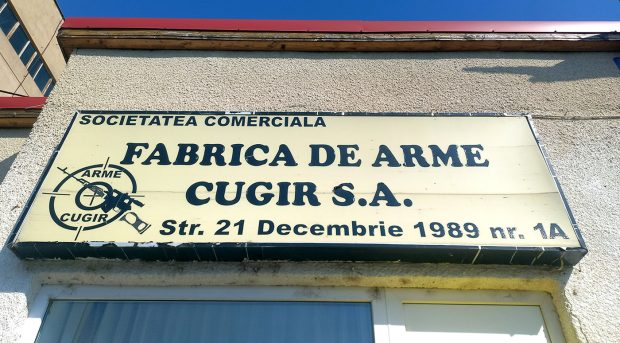 SOCIETATEA COMERCIALA
FABRICA DE ARME
CUGIR S.A.
ARME
CUGIR
Str. 21 Decembrie 1989 nr. 1A